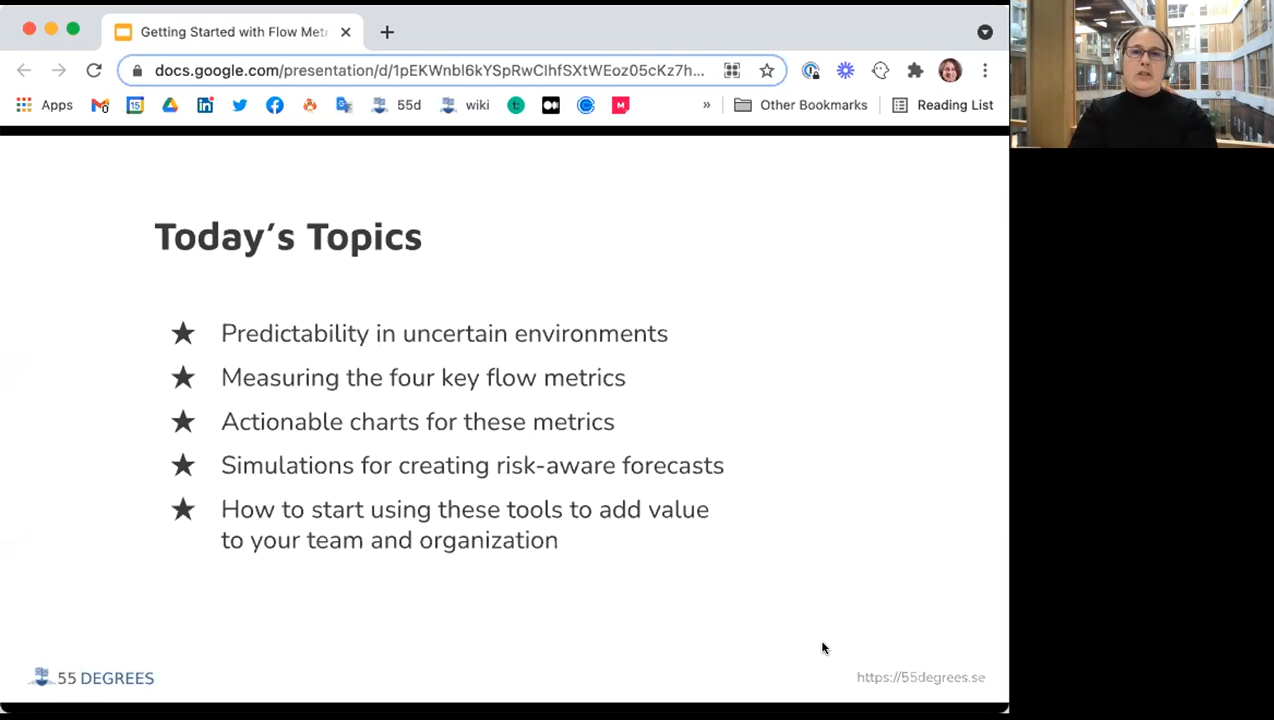 Getting Started with Flow Met
docs.google.com/presentation/d/1pEKWnbl6kYSpRwClhfSXtWEoz05cKz7h...
Apps
55d
wiki
»
Other Bookmarks
Reading List
Today's Topics
★ Predictability in uncertain environments
★ Measuring the four key flow metrics
★ Actionable charts for these metrics
★ Simulations for creating risk-aware forecasts
★ How to start using these tools to add value
to your team and organization
55 DEGREES
https://55degrees.se